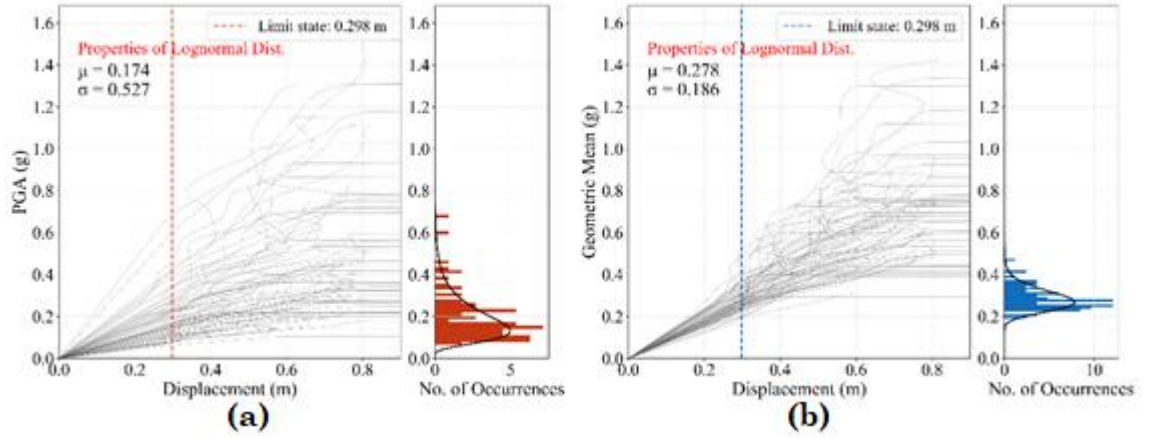 Limit state: 0.298 m
Properties of Lognormal Dist.
μ = 0.174
σ = 0.527
PGA (g)
1.6
1.4
1.2
1.0
0.8
0.6
0.4
0.2
0.0
0.0 0.2 0.4 0.6 0.8
Displacement (m)
1.6
1.4
1.2
1.0
0.8
0.6
0.4
0.2
0.0
5
No. of Occurrences
(a)
Limit state: 0.298 m
Properties of Lognormal Dist.
μ = 0.278
σ = 0.186
Geometric Mean (g)
1.6
1.4
1.2
1.0
0.8
0.6
0.4
0.2
0.0
0.0 0.2 0.4 0.6 0.8
Displacement (m)
1.6
1.4
1.2
1.0
0.8
0.6
0.4
0.2
0.0
0 10
No. of Occurrences
(b)